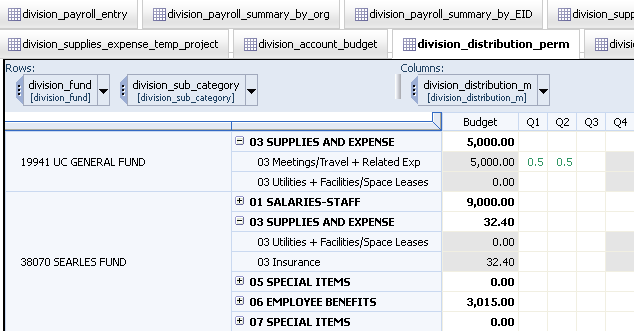 division_payroll_entry division_payroll_summary_by_org division_payroll_summary_by_EID division_supp
division_supplies_expense_temp_project division_account_budget division_distribution_perm division
Rows: Columns:
division_fund division_sub_category division_distribution_m
[division_fund] [division_sub_category] [division_distribution_m]
Budget Q1 Q2 Q3 Q4
03 SUPPLIES AND EXPENSE 5,000.00
19941 UC GENERAL FUND 03 Meetings/Travel + Related Exp 5,000.00 0.5 0.5
03 Utilities + Facilities/Space Leases 0.00
01 SALARIES-STAFF 9,000.00
03 SUPPLIES AND EXPENSE 32.40
03 Utilities + Facilities/Space Leases 0.00
38070 SEARLES FUND 03 Insurance 32.40
05 SPECIAL ITEMS 0.00
06 EMPLOYEE BENEFITS 3,015.00
07 SPECIAL ITEMS 0.00